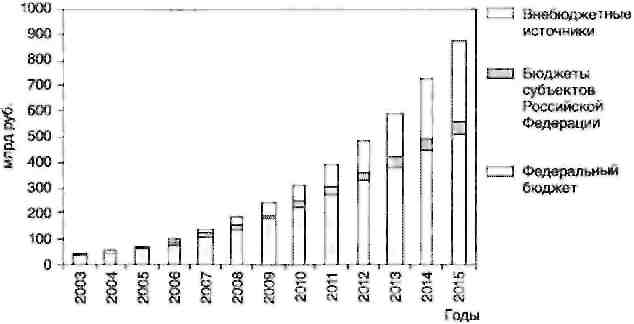 1000
900
800
700
600
500
400
300
200
100
0
млрд руб.
2003
2004
2005
2006
2007
2008
2009
2010
2011
2012
2013
2014
2015
Годы
Внебюджетные
источники
Бюджеты
субъектов
Российской
Федерации
Федеральный
бюджет